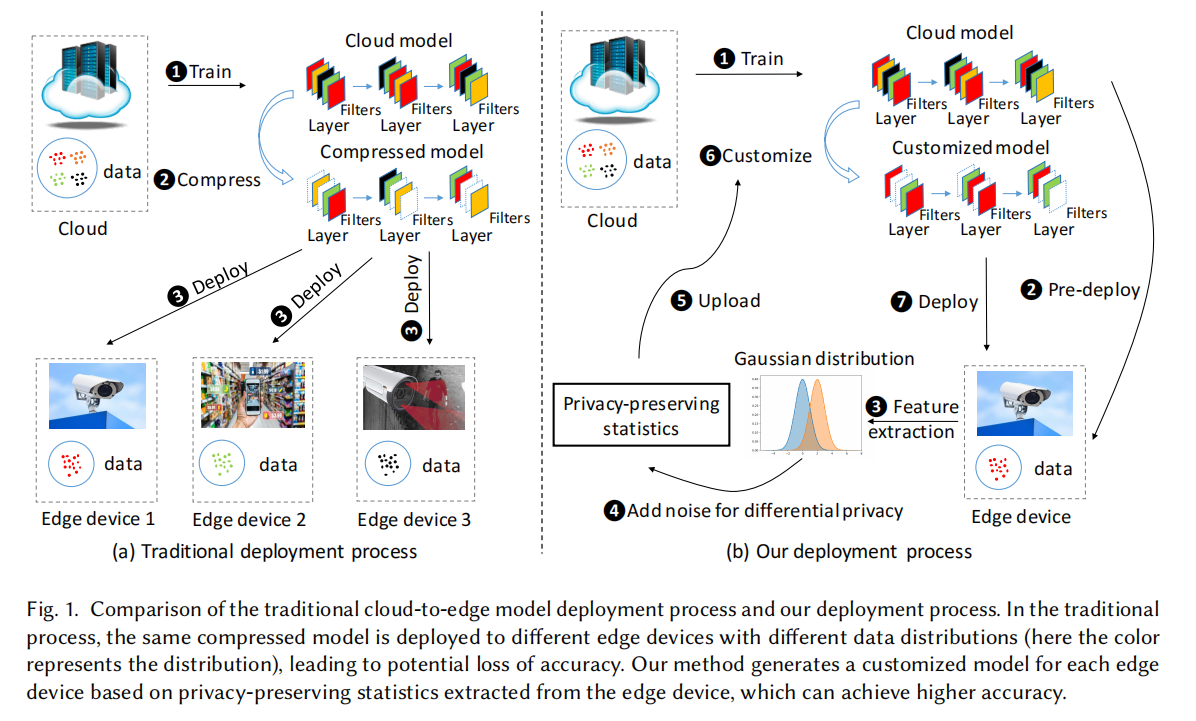 Cloud model
❶Train
Filters
Filters
Filters
Layer
Layer
Layer
Compressed model
data
❷Compress
Filters
Filters
Filters
Layer
Layer
Layer
Cloud
❸ Deploy
❸ Deploy
❸ Deploy
data
data
data
Edge device 1
Edge device 2
Edge device 3
(a) Traditional deployment process
Cloud model
❶ Train
Filters
Filters
Filters
Layer
Layer
Layer
❻Customize
Customized model
data
Filters
Filters
Filters
Layer
Layer
Layer
Cloud
❺ Upload
❼ Deploy
❷ Pre-deploy
Gaussian distribution
Privacy-preserving
statistics
❸ Feature
extraction
data
❹Add noise for differential privacy
Edge device
(b) Our deployment process
Fig. 1. Comparison of the traditional cloud-to-edge model deployment process and our deployment process. In the traditional
process, the same compressed model is deployed to different edge devices with different data distributions (here the color
represents the distribution), leading to potential loss of accuracy. Our method generates a customized model for each edge
device based on privacy-preserving statistics extracted from the edge device, which can achieve higher accuracy.